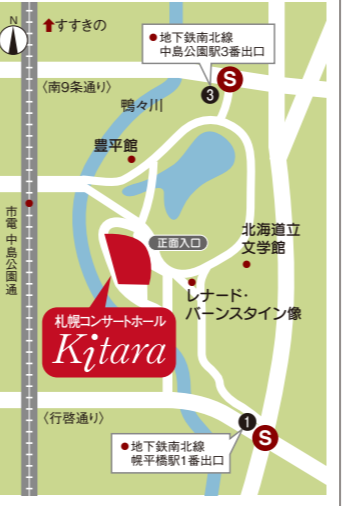 N
↑すすきの
●地下鉄南北線
中島公園駅3番出口
S
3
〈南9条通り〉
鴨々川
豊平館
市電 中島公園通
正面入口
北海道立
文学館
レナード・
バーンスタイン像
札幌コンサートホール
Kitara
〈行啓通り〉
1
S
●地下鉄南北線
幌平橋駅1番出口